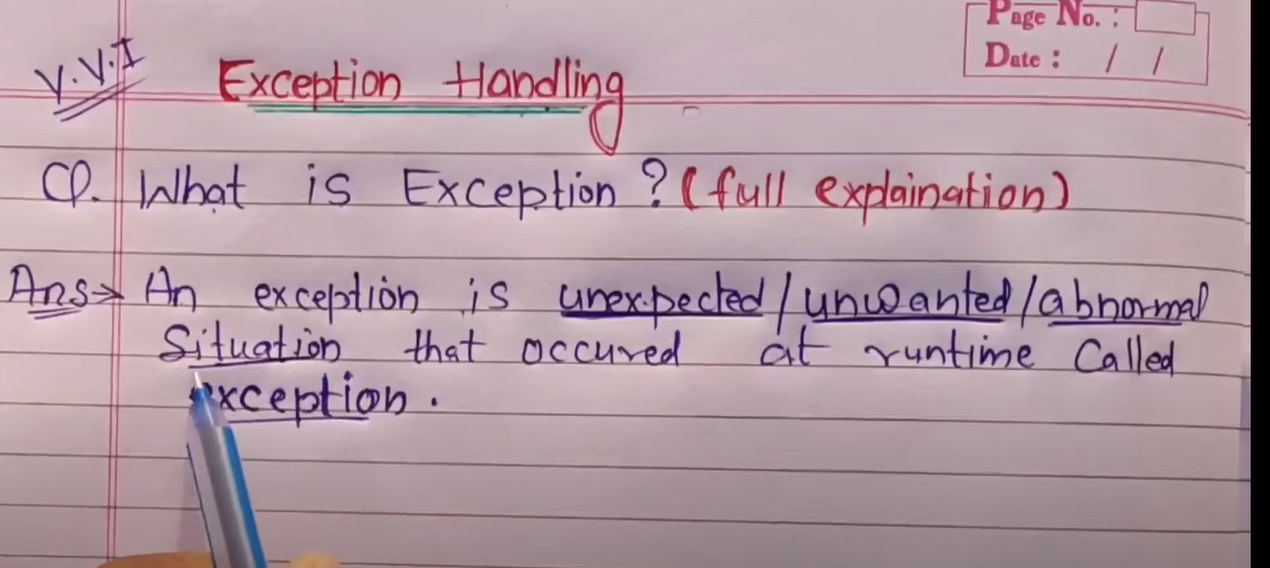 Page No. :
Date : / /
V.V.I Exception Handling
Q. What is Exception ? (full explaination)
Ans→ An exception is unexpected/unwanted/abnormal
Situation that occured at runtime Called
exception.